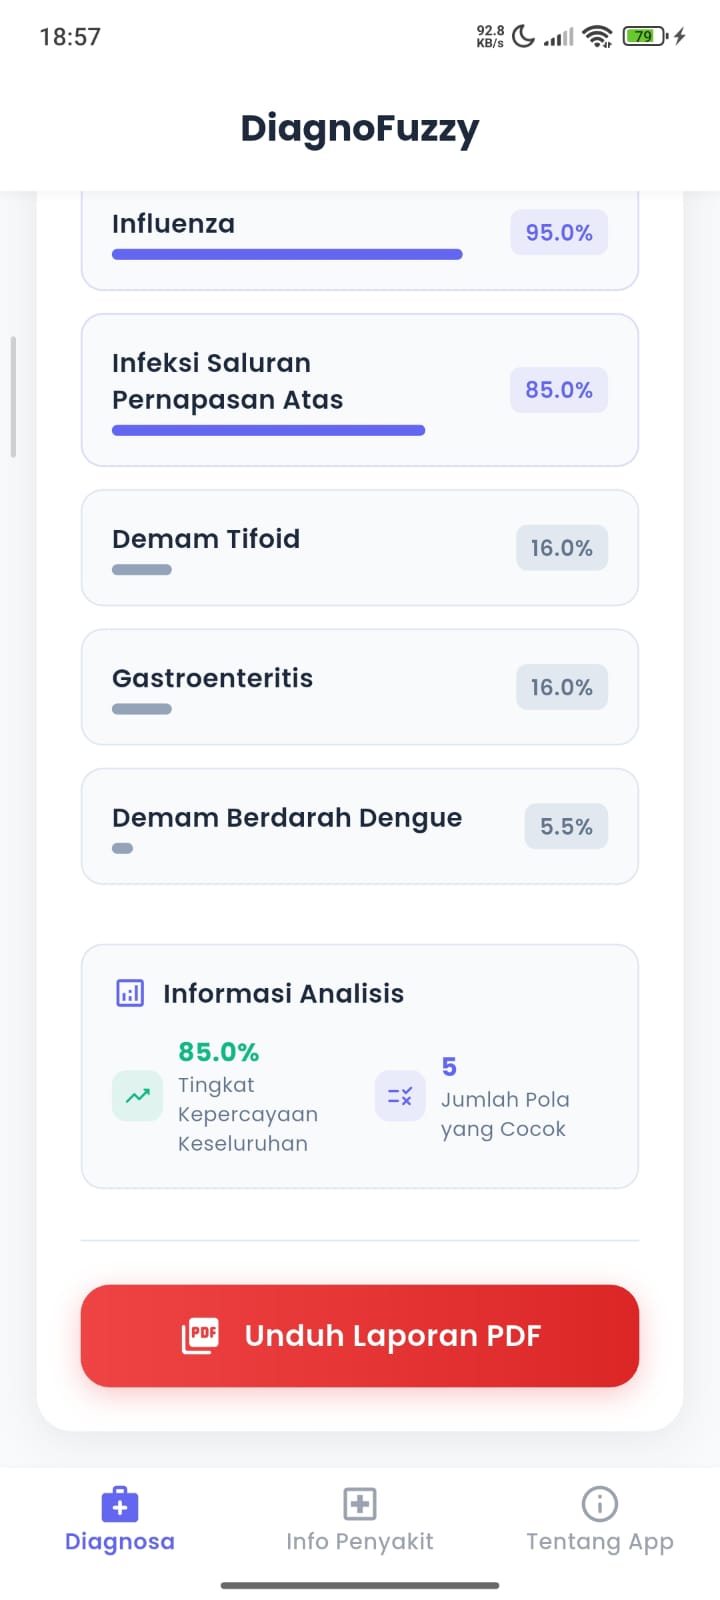 18:57
92.8
KB/s
79
DiagnoFuzzy
Influenza
95.0%
Infeksi Saluran
Pernapasan Atas
85.0%
Demam Tifoid
16.0%
Gastroenteritis
16.0%
Demam Berdarah Dengue
5.5%
Informasi Analisis
85.0%
Tingkat
Kepercayaan
Keseluruhan
5
Jumlah Pola
yang Cocok
PDF
Unduh Laporan PDF
Diagnosa
Info Penyakit
Tentang App